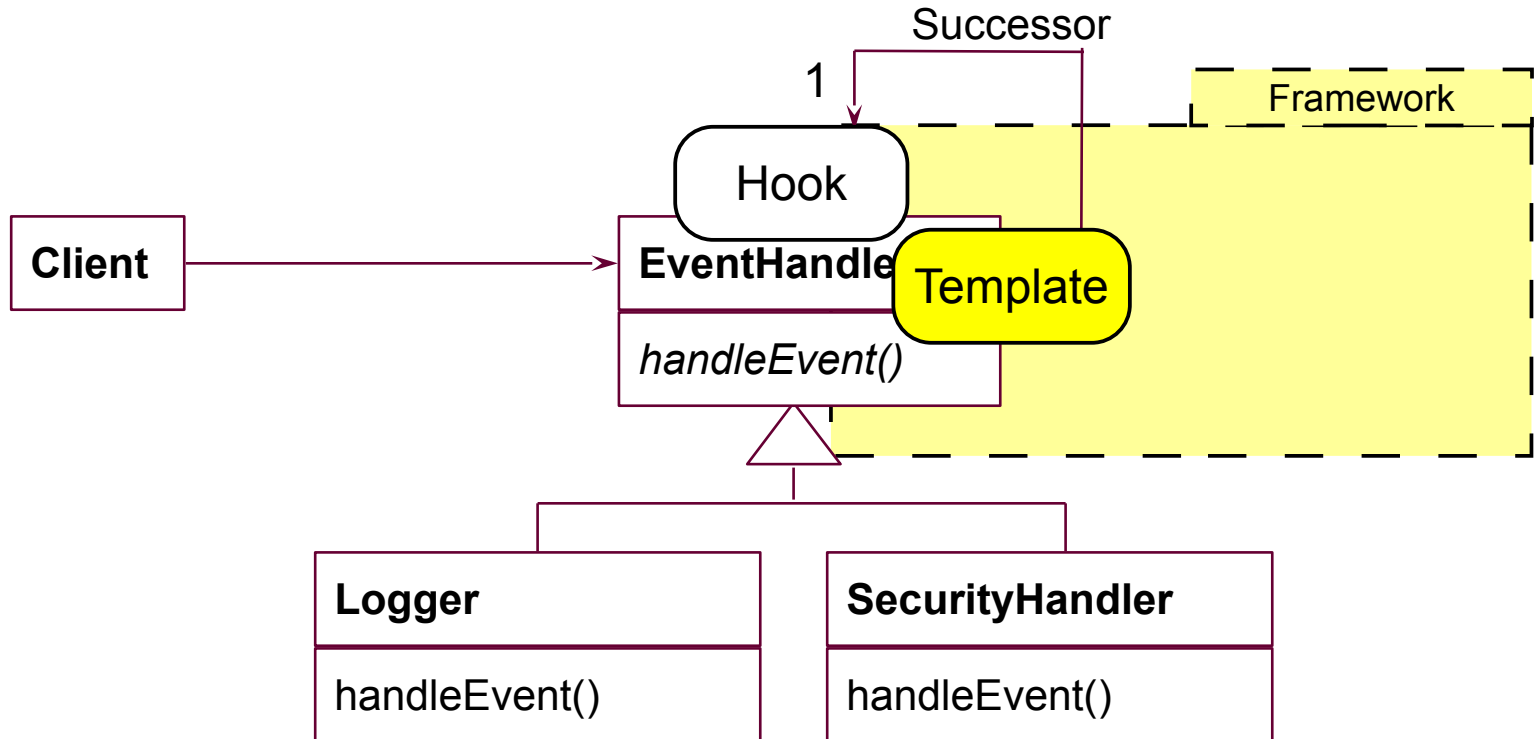 Successor
1
Framework
Hook
Client
EventHandle
Template
handleEvent()
Logger
SecurityHandler
handleEvent()
handleEvent()